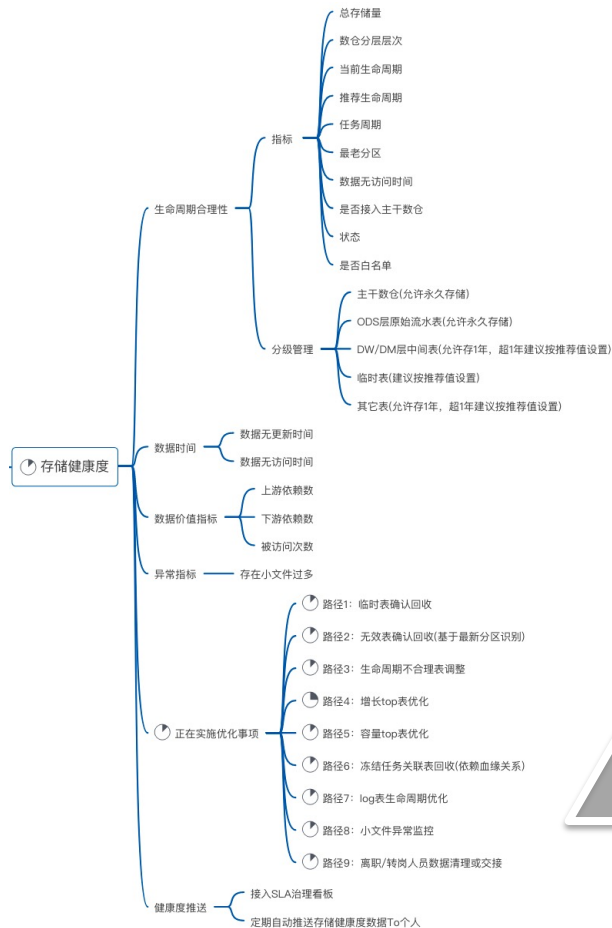 存储健康度
生命周期合理性
指标
总存储量
数仓分层层次
当前生命周期
推荐生命周期
任务周期
最老分区
数据无访问时间
是否接入主干数仓
状态
是否白名单
分级管理
主干数仓(允许永久存储)
ODS层原始流水表(允许永久存储)
DW/DM层中间表(允许存1年，超1年建议按推荐值设置)
临时表(建议按推荐值设置)
其它表(允许存1年，超1年建议按推荐值设置)
数据时间
数据无更新时间
数据无访问时间
数据价值指标
上游依赖数
下游依赖数
被访问次数
异常指标
存在小文件过多
正在实施优化事项
路径1：临时表确认回收
路径2：无效表确认回收(基于最新分区识别)
路径3：生命周期不合理表调整
路径4：增长top表优化
路径5：容量top表优化
路径6：冻结任务关联表回收(依赖血缘关系)
路径7：log表生命周期优化
路径8：小文件异常监控
路径9：离职/转岗人员数据清理或交接
健康度推送
接入SLA治理看板
定期自动推送存储健康度数据To个人